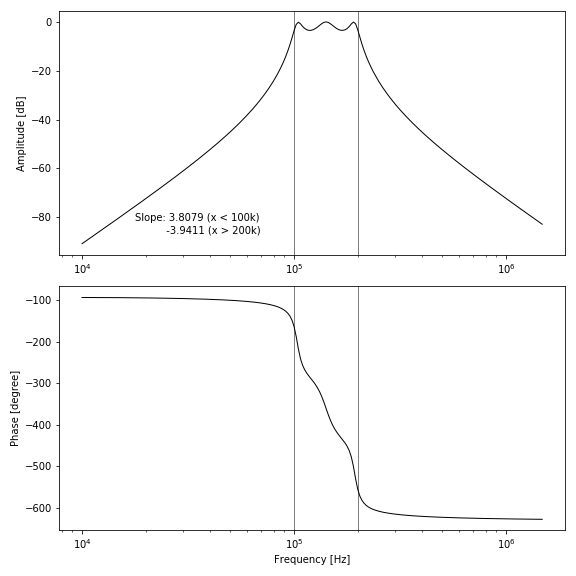 0
−20
−40
−60
−80
Amplitude [dB]
Slope: 3.8079 (x < 100k)
-3.9411 (x > 200k)
10⁴ 10⁵ 10⁶
−100
−200
−300
−400
−500
−600
Phase [degree]
10⁴ 10⁵ 10⁶
Frequency [Hz]